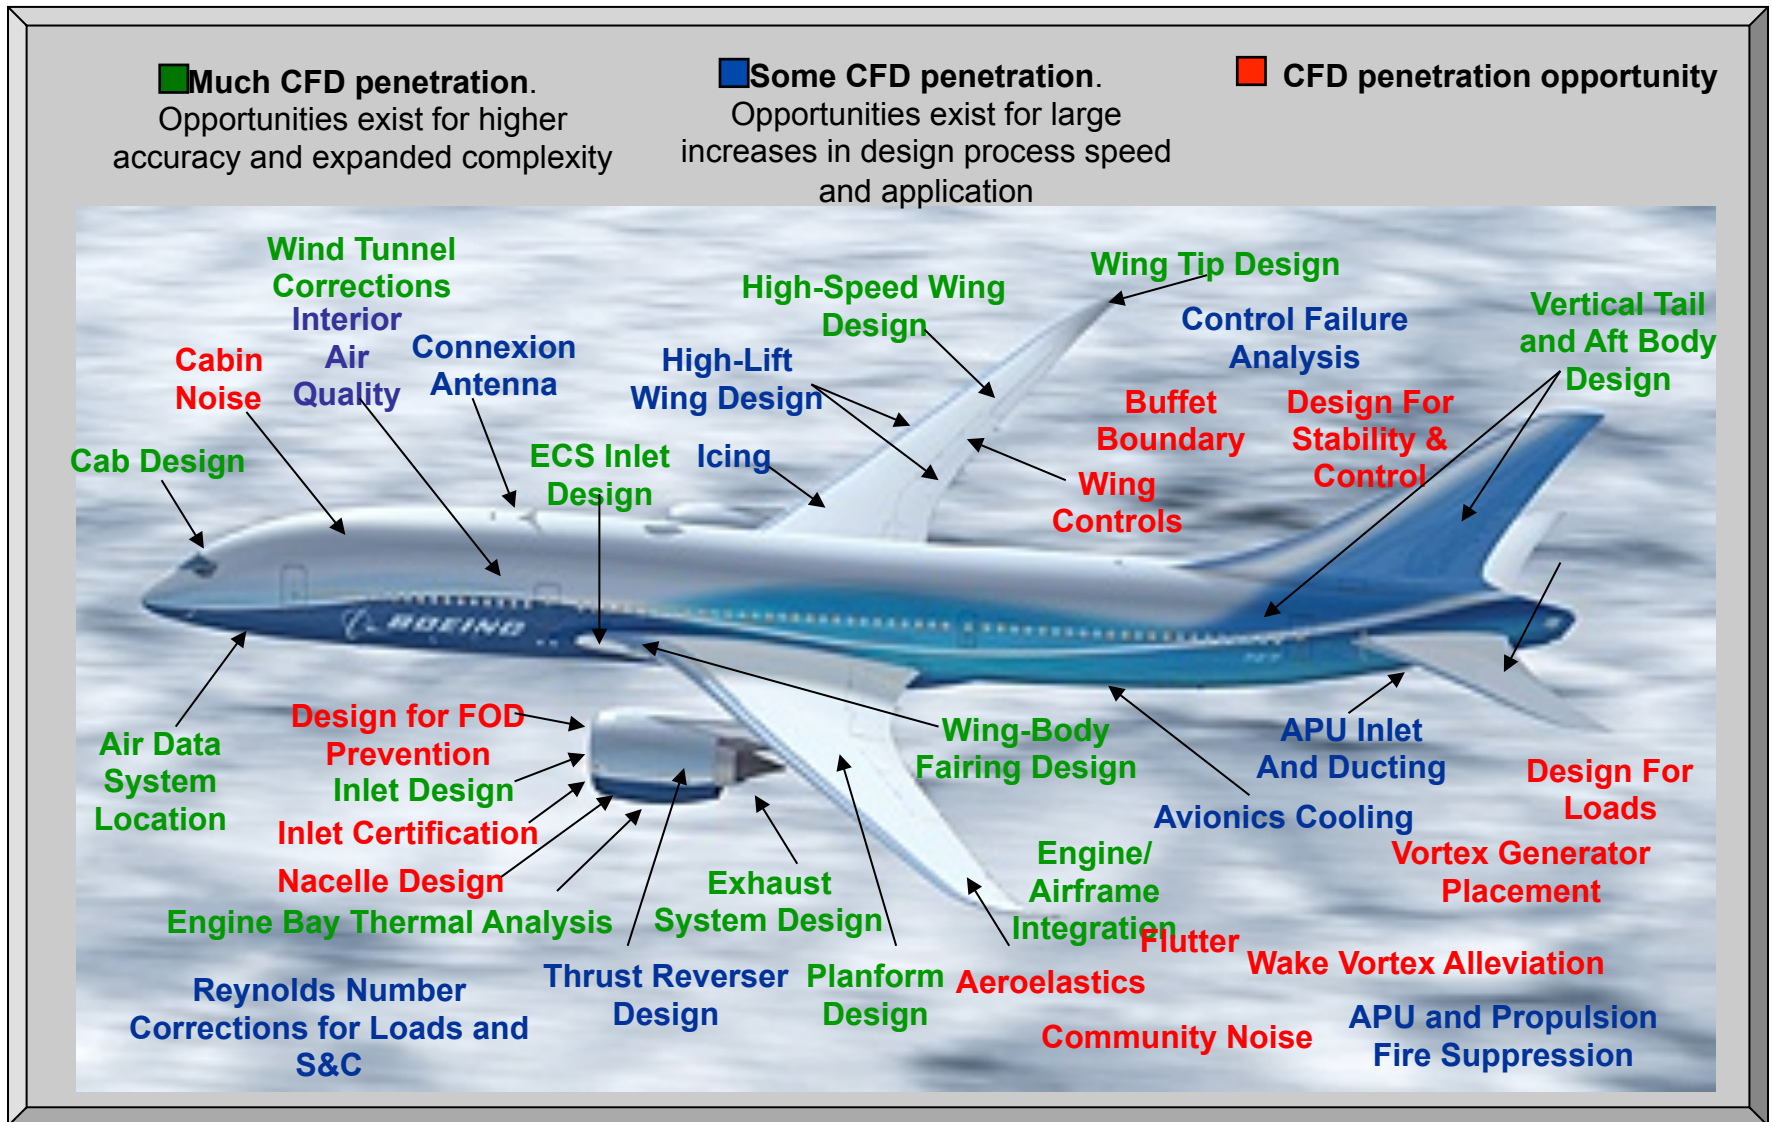 Much CFD penetration.
Opportunities exist for higher
accuracy and expanded complexity
Some CFD penetration.
Opportunities exist for large
increases in design process speed
and application
CFD penetration opportunity
Wind Tunnel
Corrections
Interior
Air
Quality
Cabin
Noise
Connexion
Antenna
Cab Design
ECS Inlet
Design
High-Speed Wing
Design
High-Lift
Wing Design
Icing
Wing Tip Design
Control Failure
Analysis
Buffet
Boundary
Design For
Stability &
Control
Wing
Controls
Vertical Tail
and Aft Body
Design
BOEING
Air Data
System
Location
Design for FOD
Prevention
Inlet Design
Inlet Certification
Nacelle Design
Engine Bay Thermal Analysis
Reynolds Number
Corrections for Loads and
S&C
Thrust Reverser
Design
Exhaust
System Design
Planform
Design
Wing-Body
Fairing Design
Engine/
Airframe
Integration
Flutter
Aeroelastics
Community Noise
Avionics Cooling
APU Inlet
And Ducting
Design For
Loads
Vortex Generator
Placement
Wake Vortex Alleviation
APU and Propulsion
Fire Suppression